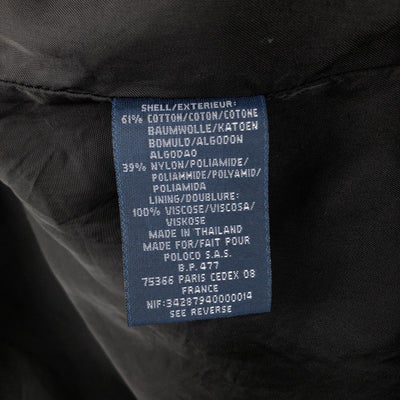 SHELL/EXTERIEUR:
61% COTTON/COTON/COTONE
BAUMWOLLE/KATOEN
BOMULD/ALGODON
ALGODAO
39% NYLON/POLIAMIDE/
POLIAMMIDE/POLYAMID/
POLIAMIDA
LINING/DOUBLURE:
100% VISCOSE/VISCOSA/
VISKOSE
MADE IN THAILAND
MADE FOR/FAIT POUR
POLOCO S.A.S.
B.P. 477
75366 PARIS CEDEX 08
FRANCE
NIF:34287940000014
SEE REVERSE